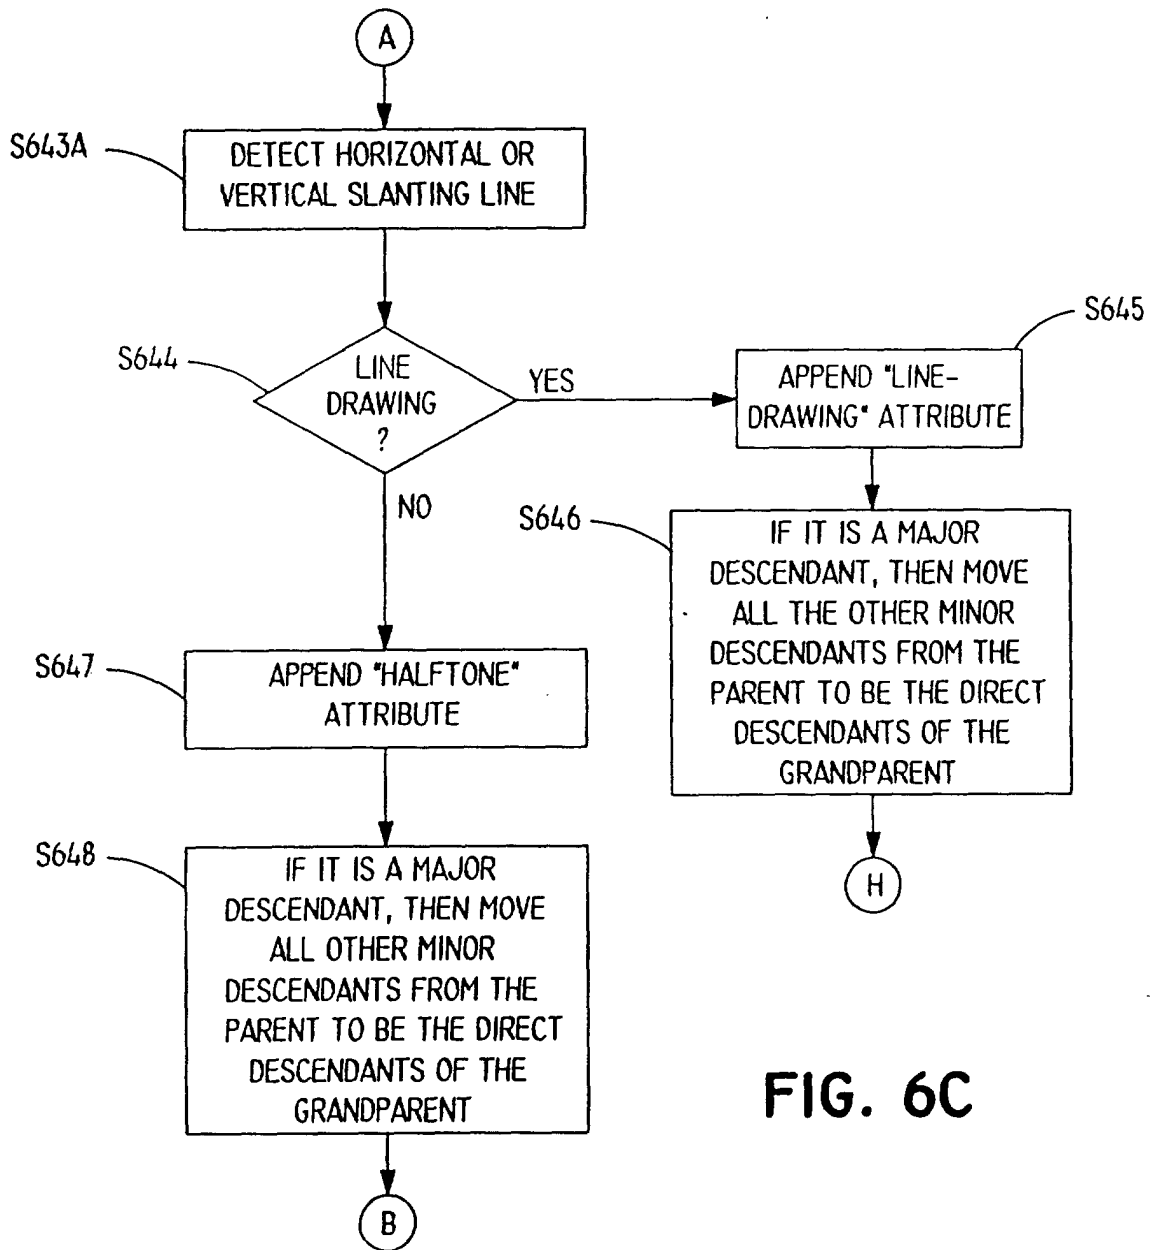 A
S643A
DETECT HORIZONTAL OR
VERTICAL SLANTING LINE
S644
LINE
DRAWING
?
YES
S645
APPEND "LINE-
DRAWING" ATTRIBUTE
NO
S646
IF IT IS A MAJOR
DESCENDANT, THEN MOVE
ALL THE OTHER MINOR
DESCENDANTS FROM THE
PARENT TO BE THE DIRECT
DESCENDANTS OF THE
GRANDPARENT
H
S647
APPEND "HALFTONE"
ATTRIBUTE
S648
IF IT IS A MAJOR
DESCENDANT, THEN MOVE
ALL OTHER MINOR
DESCENDANTS FROM THE
PARENT TO BE THE DIRECT
DESCENDANTS OF THE
GRANDPARENT
B
FIG. 6C